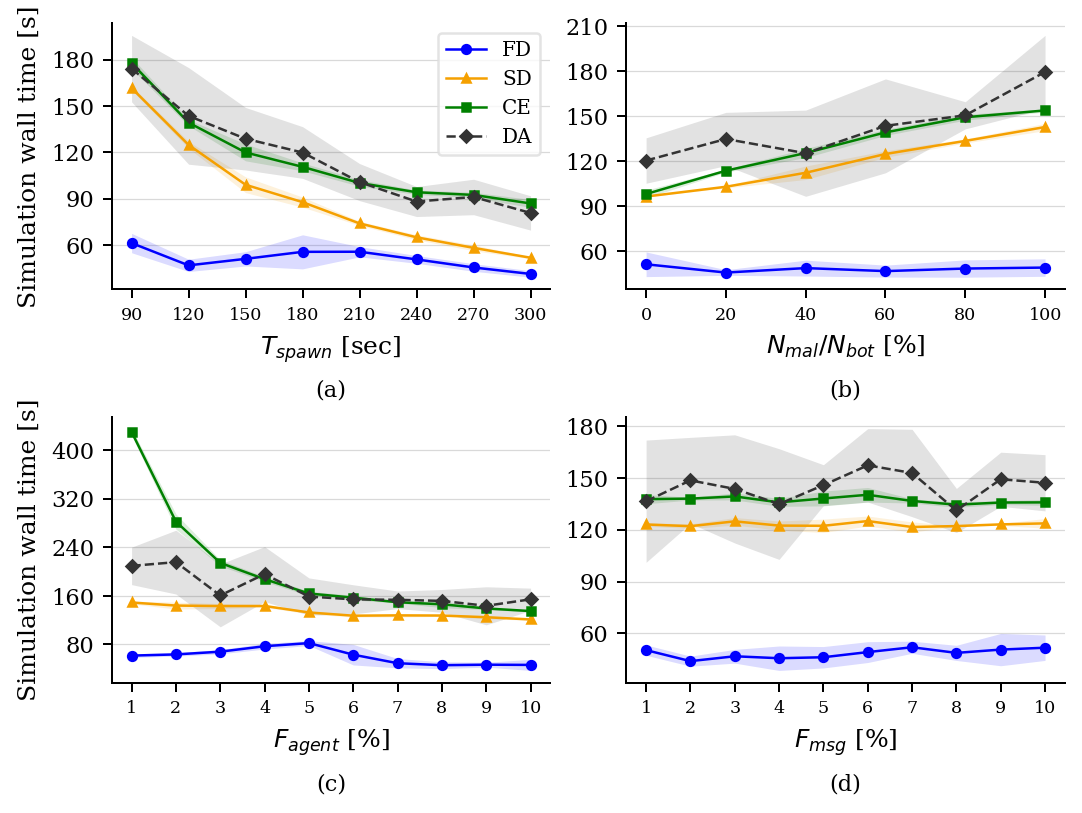 Simulation wall time [s]
180
150
120
90
60
FD
SD
CE
DA
90 120 150 180 210 240 270 300
T_spawn [sec]
(a)
210
180
150
120
90
60
0 20 40 60 80 100
N_mal/N_bot [%]
(b)
Simulation wall time [s]
400
320
240
160
80
1 2 3 4 5 6 7 8 9 10
F_agent [%]
(c)
180
150
120
90
60
1 2 3 4 5 6 7 8 9 10
F_msg [%]
(d)